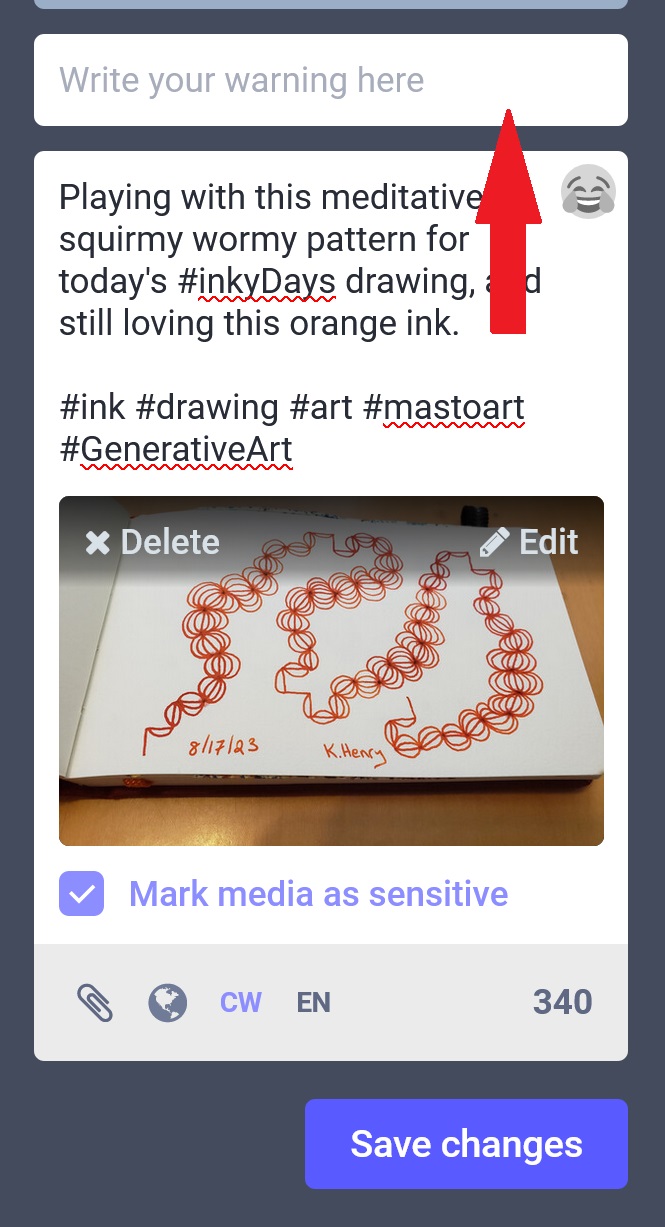 Write your warning here
Playing with this meditative
squirmy wormy pattern for
today's #inkyDays drawing, and
still loving this orange ink.
#ink #drawing #art #mastoart
#GenerativeArt
Delete Edit
8/17/23 K.Henry
Mark media as sensitive
CW EN 340
Save changes